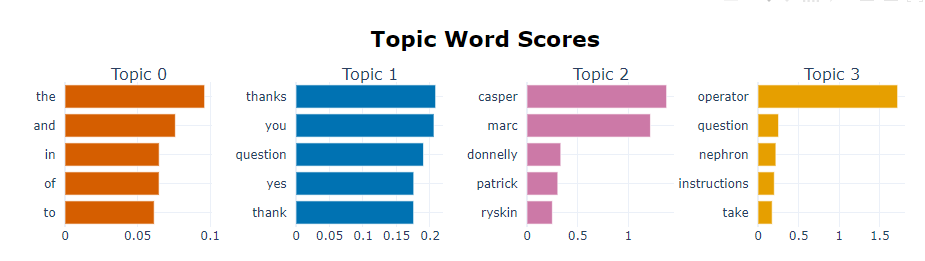 Topic Word Scores
Topic 0
the
and
in
of
to
0 0.05 0.1
Topic 1
thanks
you
question
yes
thank
0 0.05 0.1 0.15 0.2
Topic 2
casper
marc
donnelly
patrick
ryskin
0 0.5 1
Topic 3
operator
question
nephron
instructions
take
0 0.5 1 1.5